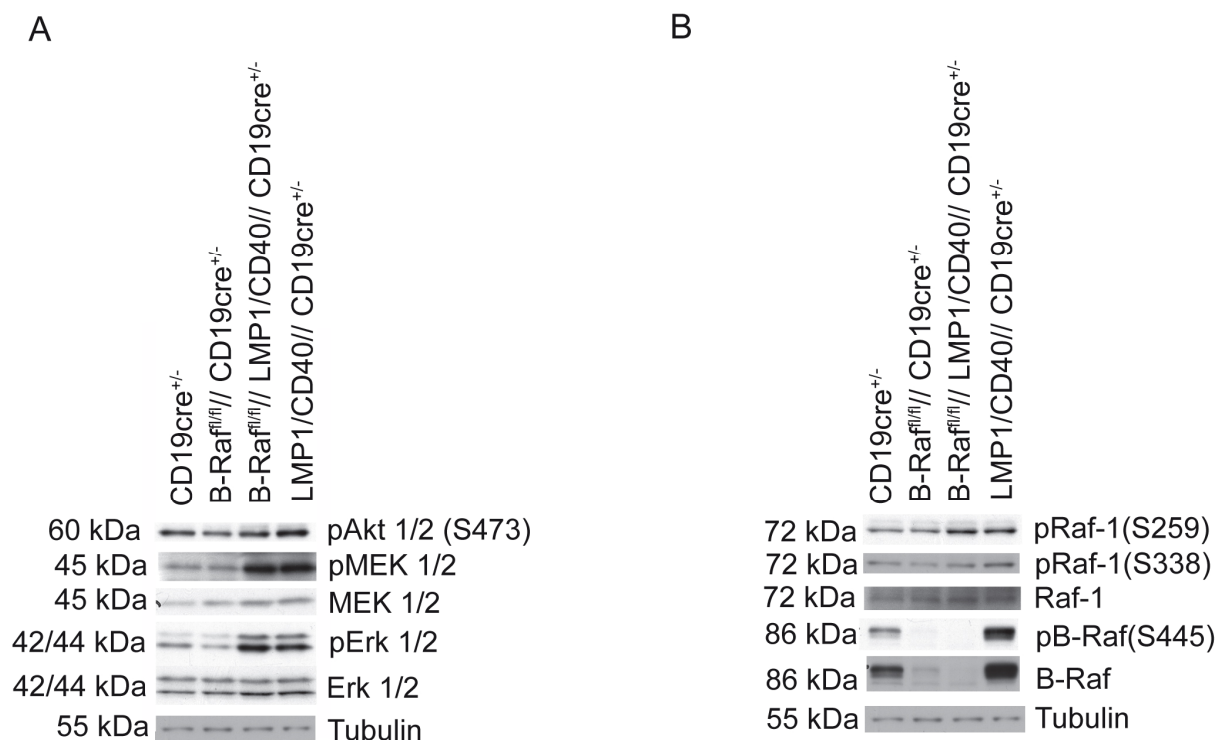 A
CD19cre+/-
B-Raffl/fl// CD19cre+/-
B-Raffl/fl// LMP1/CD40// CD19cre+/-
LMP1/CD40// CD19cre+/-
60 kDa pAkt 1/2 (S473)
45 kDa pMEK 1/2
45 kDa MEK 1/2
42/44 kDa pErk 1/2
42/44 kDa Erk 1/2
55 kDa Tubulin
B
CD19cre+/-
B-Raffl/fl// CD19cre+/-
B-Raffl/fl// LMP1/CD40// CD19cre+/-
LMP1/CD40// CD19cre+/-
72 kDa pRaf-1(S259)
72 kDa pRaf-1(S338)
72 kDa Raf-1
86 kDa pB-Raf(S445)
86 kDa B-Raf
55 kDa Tubulin